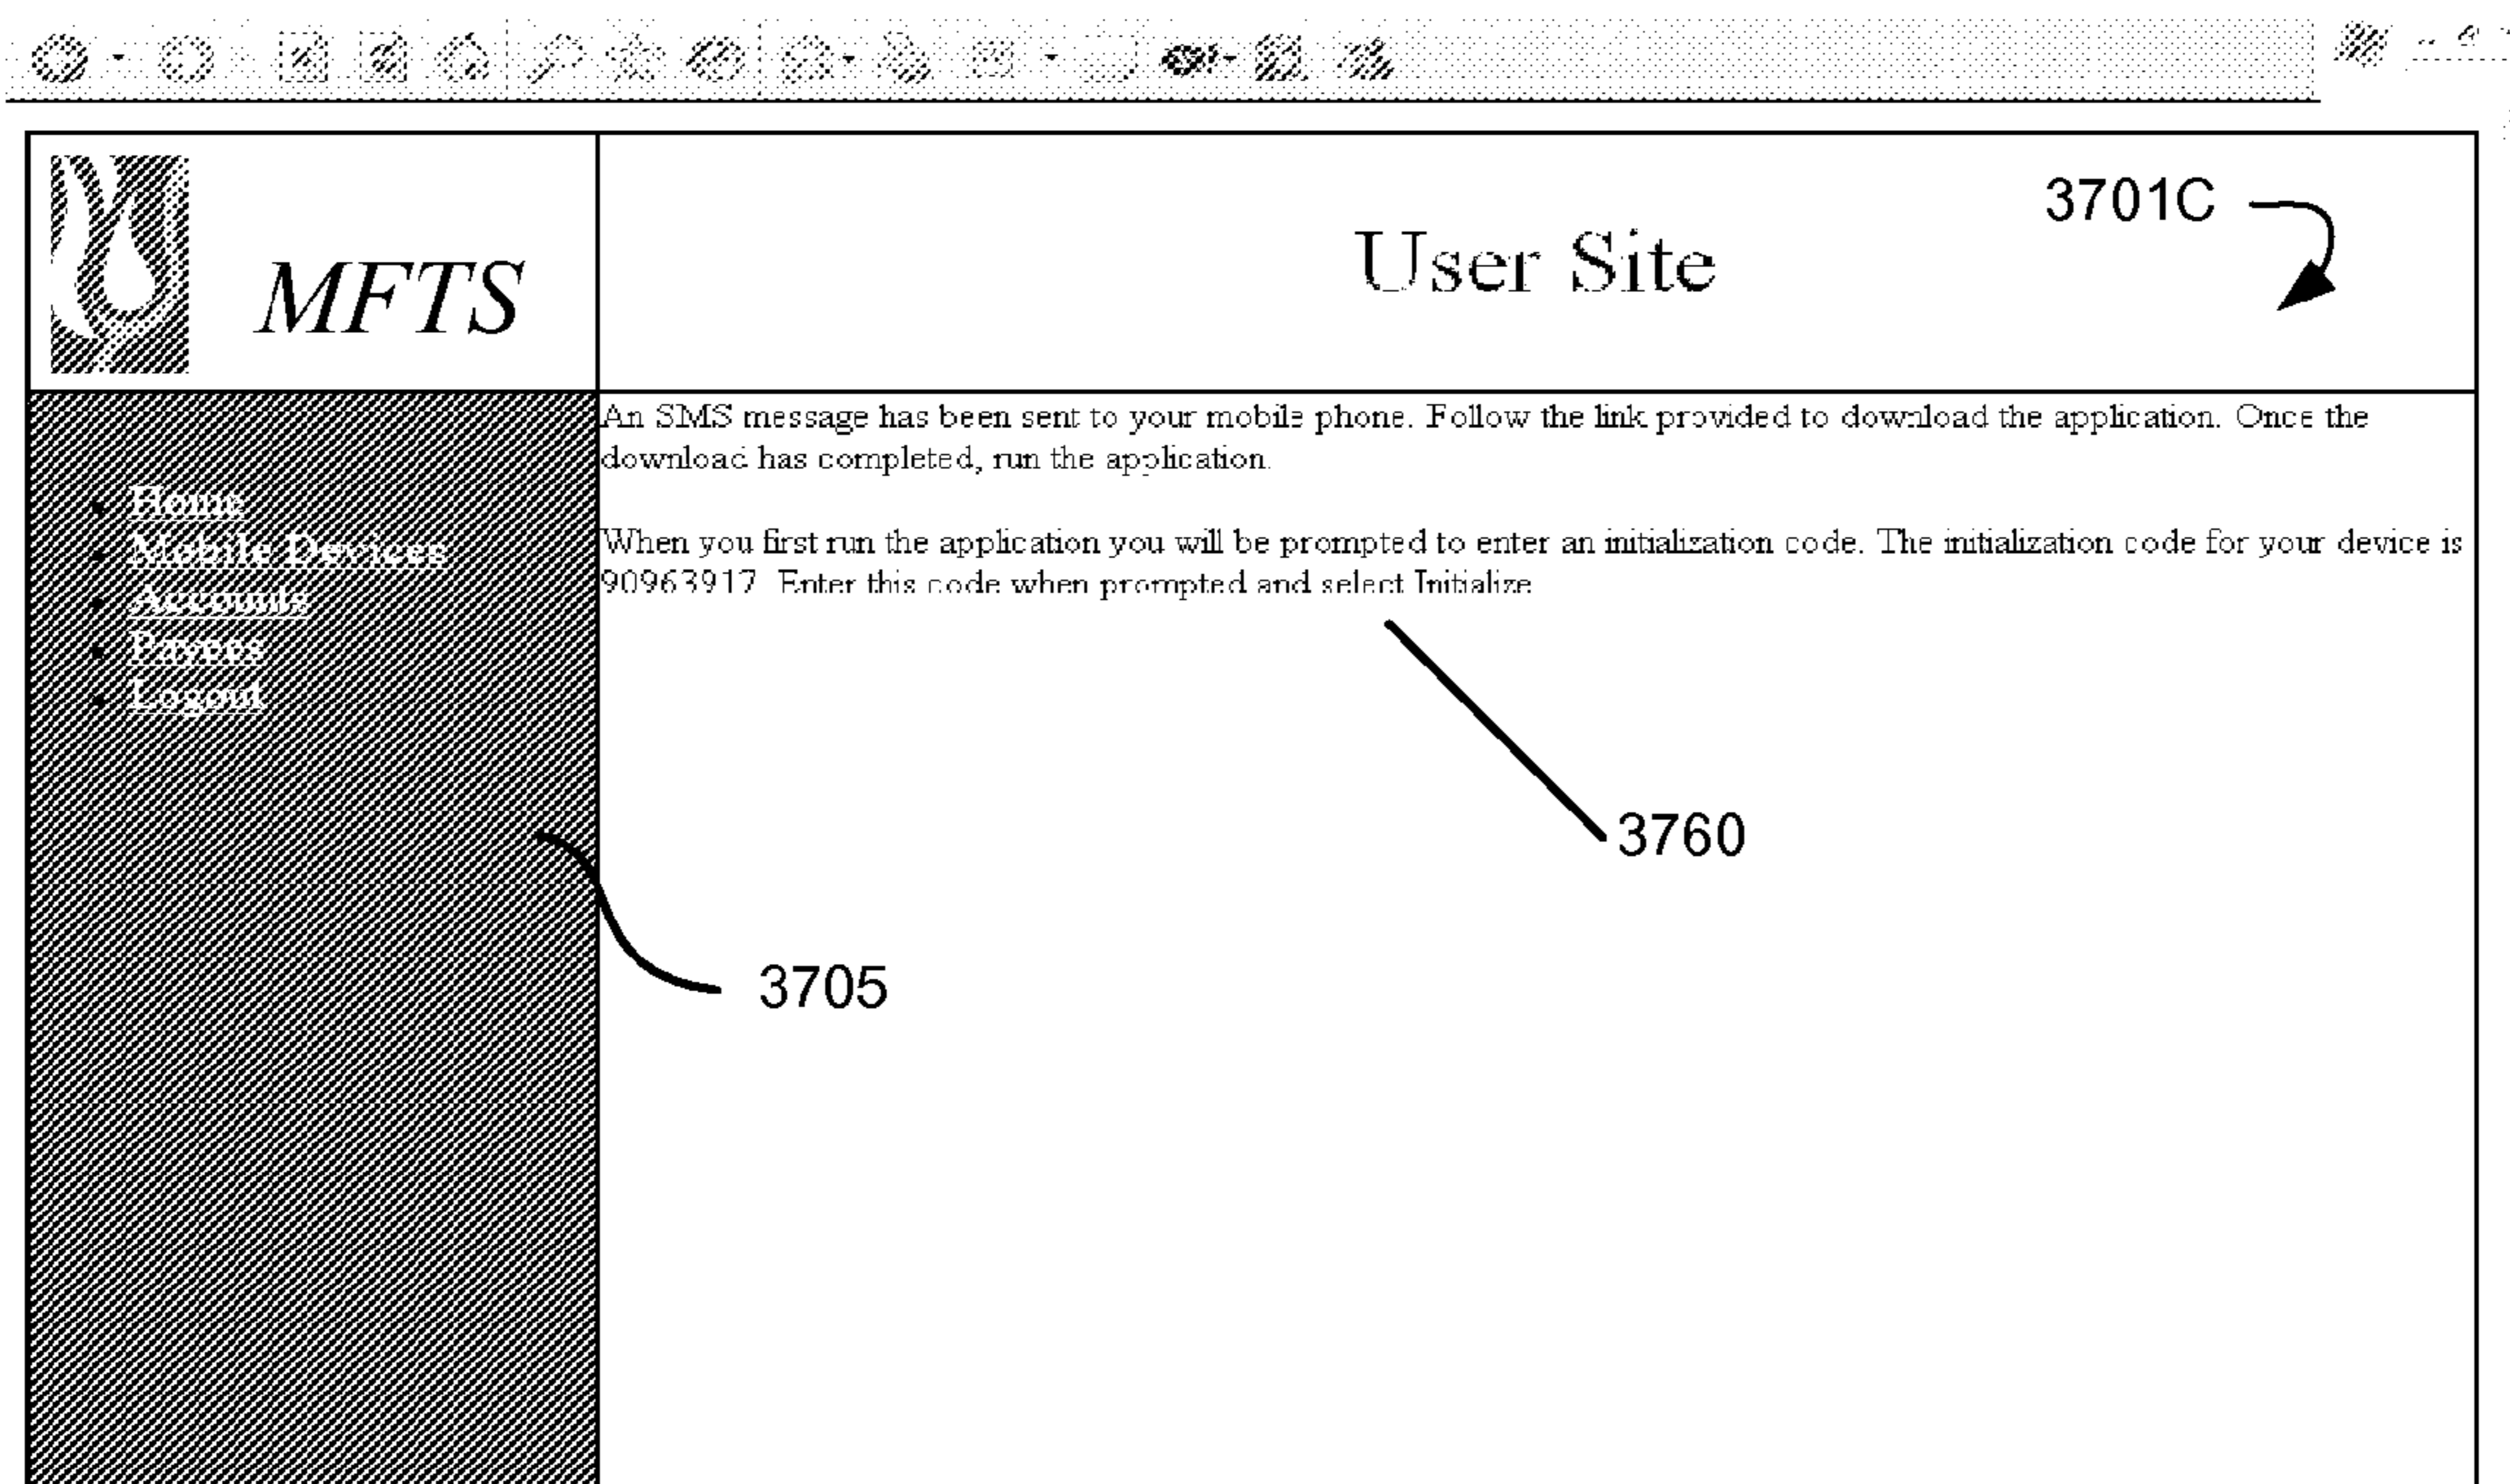 MFTS
User Site
3701C
An SMS message has been sent to your mobile phone. Follow the link provided to download the application. Once the
download has completed, run the application.
When you first run the application you will be prompted to enter an initialization code. The initialization code for your device is
90963917. Enter this code when prompted and select Initialize
Home
Mobile Devices
Accounts
Payees
Logout
3760
3705